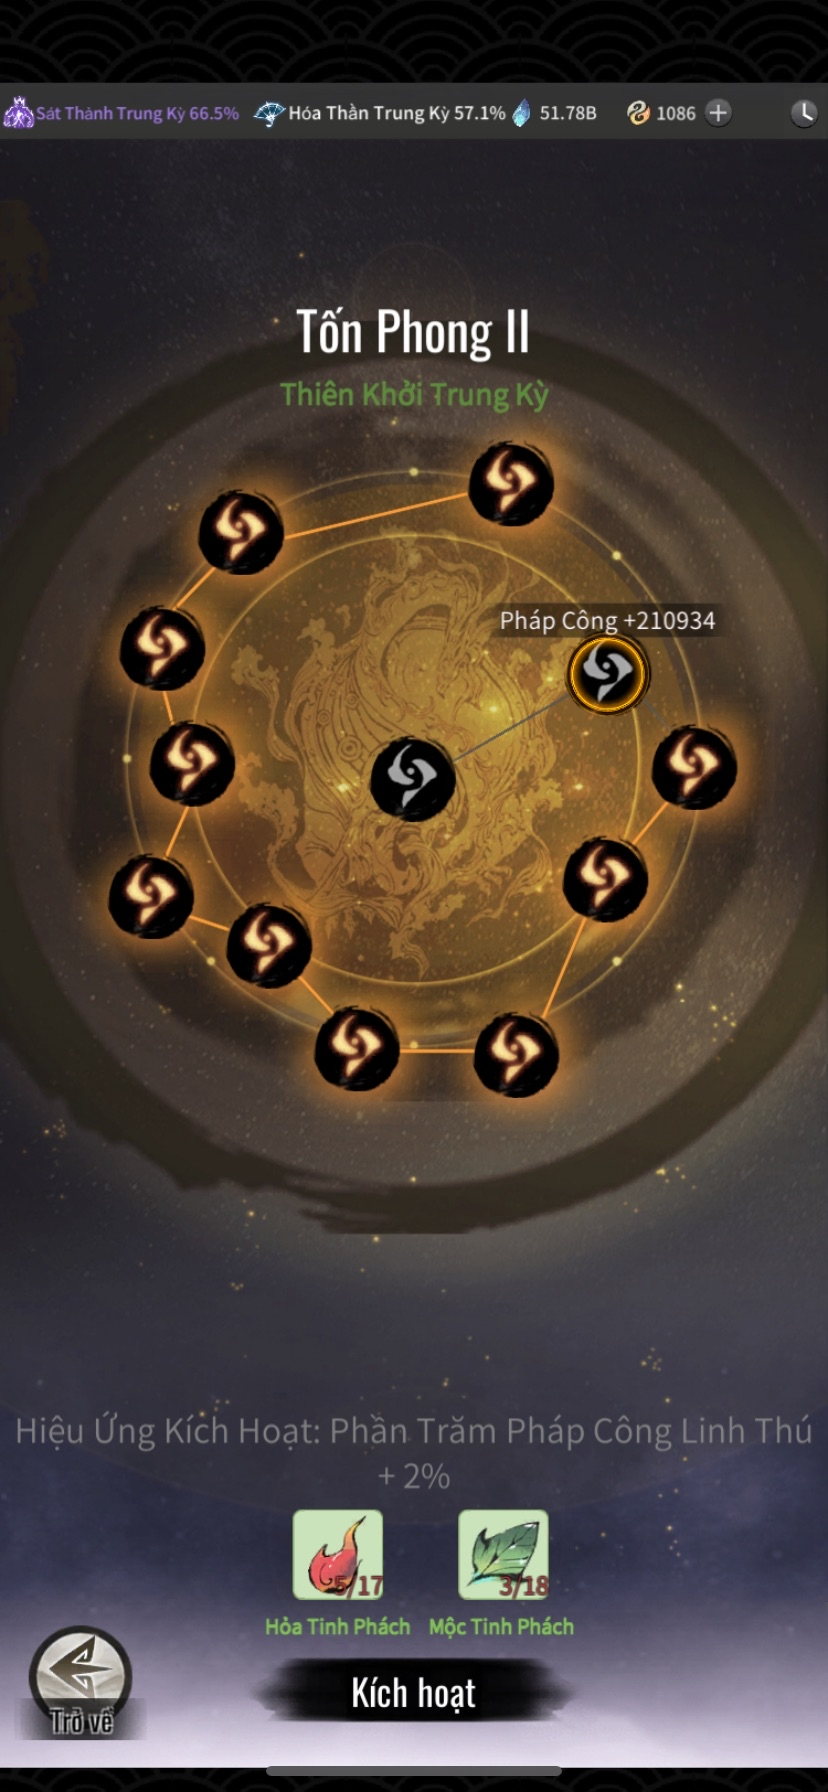 Sát Thành Trung Kỳ 66.5% Hóa Thần Trung Kỳ 57.1% 51.78B 1086
Tốn Phong II
Thiên Khởi Trung Kỳ
Pháp Công +210934
Hiệu Ứng Kích Hoạt: Phần Trăm Pháp Công Linh Thú
+ 2%
5/17 3/18
Hỏa Tinh Phách Mộc Tinh Phách
Kích hoạt
Trở về